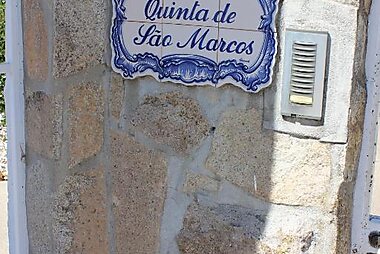 Quinta de
São Marcos